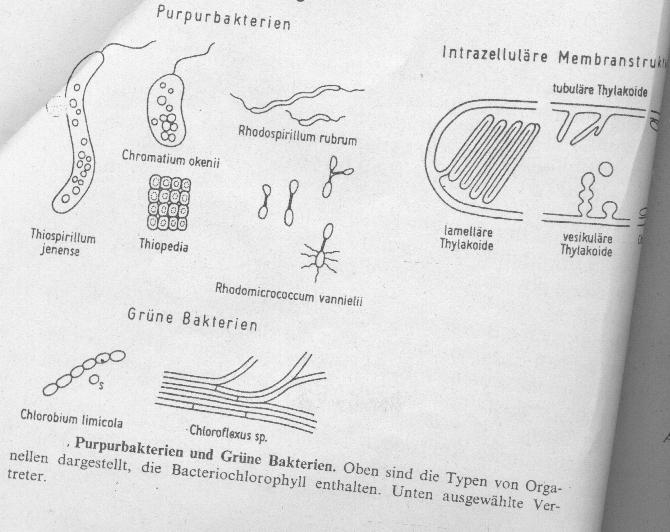 Purpurbakterien
Intrazelluläre
tubuläre Thylakoide
Rhodospirillum rubrum
Chromatium okenii
Thiospirillum
jenense
Thiopedia
lamelläre
Thylakoide
vesikuläre
Thylakoide
Rhodomicroccum vannielii
Grüne Bakterien
s
Chlorobium limicola
Chloroflexus sp.
Purpurbakterien und Grüne Bakterien. Oben sind die Typen von Orga-
nellen dargestellt, die Bacteriochlorophyll enthalten. Unten ausgewählte Ver-
treter.